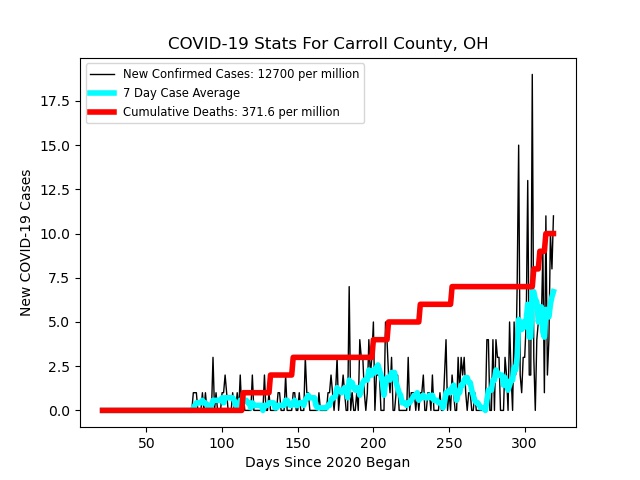 COVID-19 Stats For Carroll County, OH
New Confirmed Cases: 12700 per million
7 Day Case Average
Cumulative Deaths: 371.6 per million
New COVID-19 Cases
17.5
15.0
12.5
10.0
7.5
5.0
2.5
0.0
50 100 150 200 250 300
Days Since 2020 Began